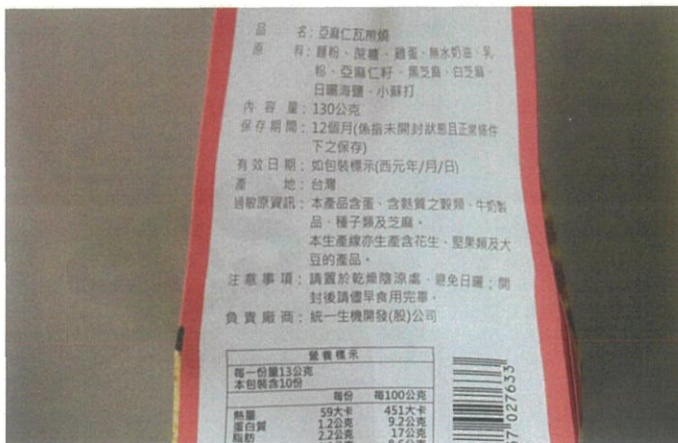 品 名：亞麻仁瓦煎燒
原 料：麵粉、蔗糖、雞蛋、無水奶油、乳
粉、亞麻仁籽、黑芝麻、白芝麻、
日曬海鹽、小蘇打
內容量：130公克
保存期間：12個月(係指未開封狀態且正常條件
下之保存)
有效日期：如包裝標示(西元年/月/日)
產 地：台灣
過敏原資訊：本產品含蛋、含麩質之穀類、牛奶製
品、種子類及芝麻。
本生產線亦生產含花生、堅果類及大
豆的產品。
注意事項：請置於乾燥陰涼處，避免日曬；開
封後請儘早食用完畢。
負責廠商：統一生機開發(股)公司
營養標示
每一份量13公克
本包裝含10份
每份 每100公克
熱量 59大卡 451大卡
蛋白質 1.2公克 9.2公克
脂肪 2.2公克 17公克
027633